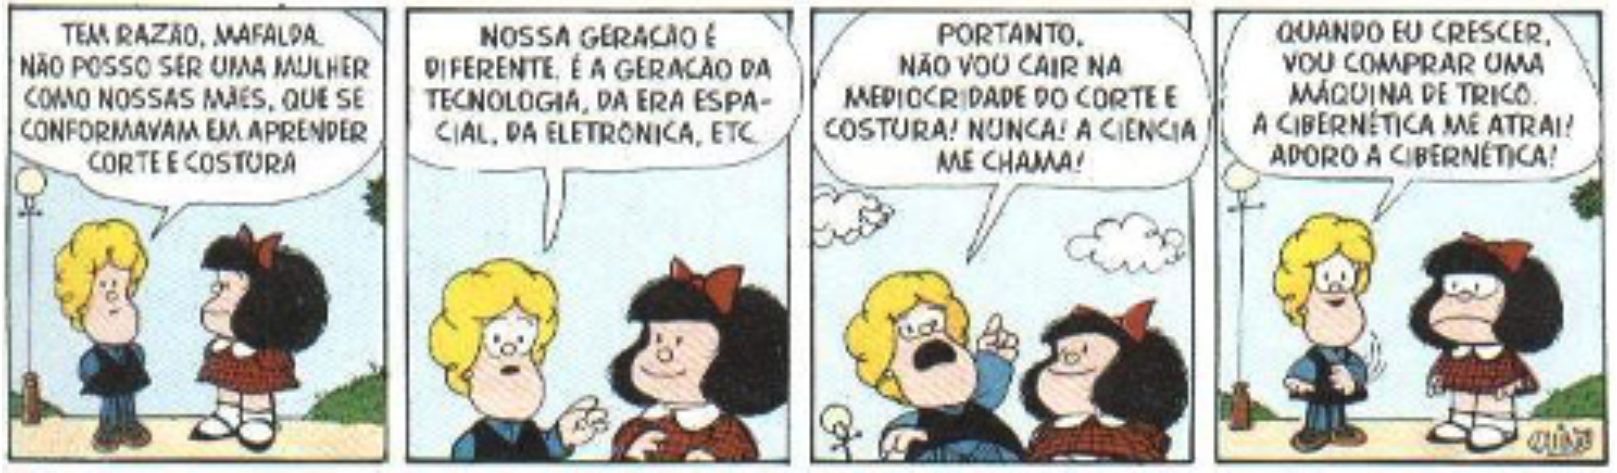 TEM RAZÃO, MAFALDA.
NÃO POSSO SER UMA MULHER
COMO NOSSAS MÃES, QUE SE
CONFORMAVAM EM APRENDER
CORTE E COSTURA
NOSSA GERAÇÃO É
DIFERENTE. É A GERAÇÃO DA
TECNOLOGIA, DA ERA ESPA-
CIAL, DA ELETRÔNICA, ETC
PORTANTO,
NÃO VOU CAIR NA
MEDIOCRIDADE DO CORTE E
COSTURA! NUNCA! A CIÊNCIA
ME CHAMA!
QUANDO EU CRESCER,
VOU COMPRAR UMA
MÁQUINA DE TRICÔ.
A CIBERNÉTICA ME ATRAI!
ADORO A CIBERNÉTICA!
QUINO